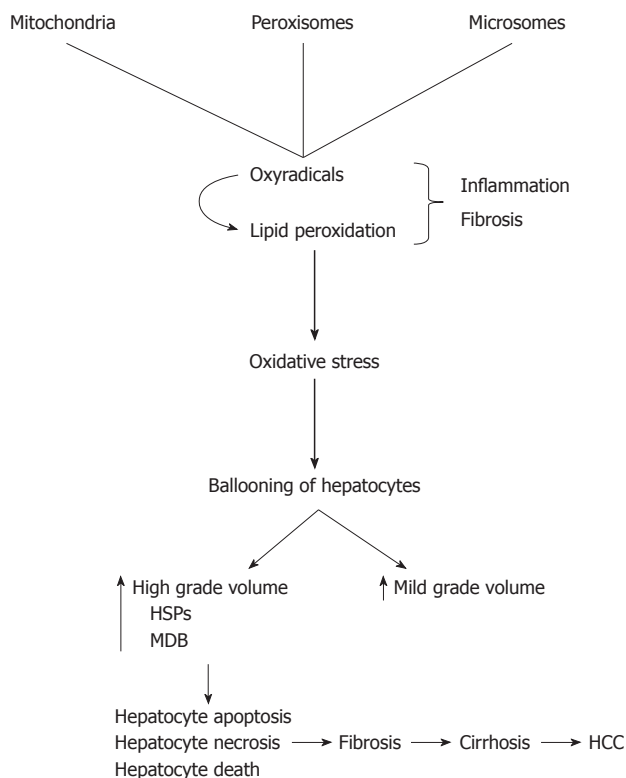 Mitochondria Peroxisomes Microsomes
Oxyradicals
Inflammation
Fibrosis
Lipid peroxidation
Oxidative stress
Ballooning of hepatocytes
High grade volume Mild grade volume
HSPs
MDB
Hepatocyte apoptosis
Hepatocyte necrosis Fibrosis Cirrhosis HCC
Hepatocyte death